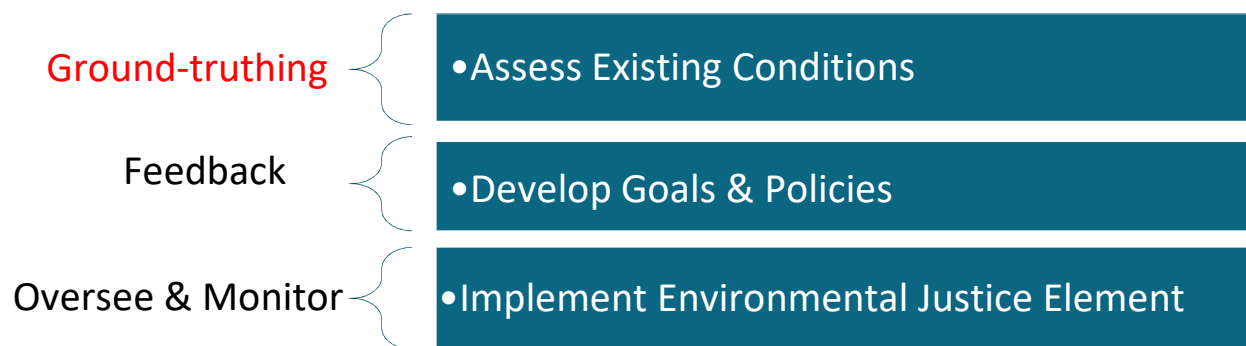 Ground-truthing
•Assess Existing Conditions
Feedback
•Develop Goals & Policies
Oversee & Monitor
•Implement Environmental Justice Element